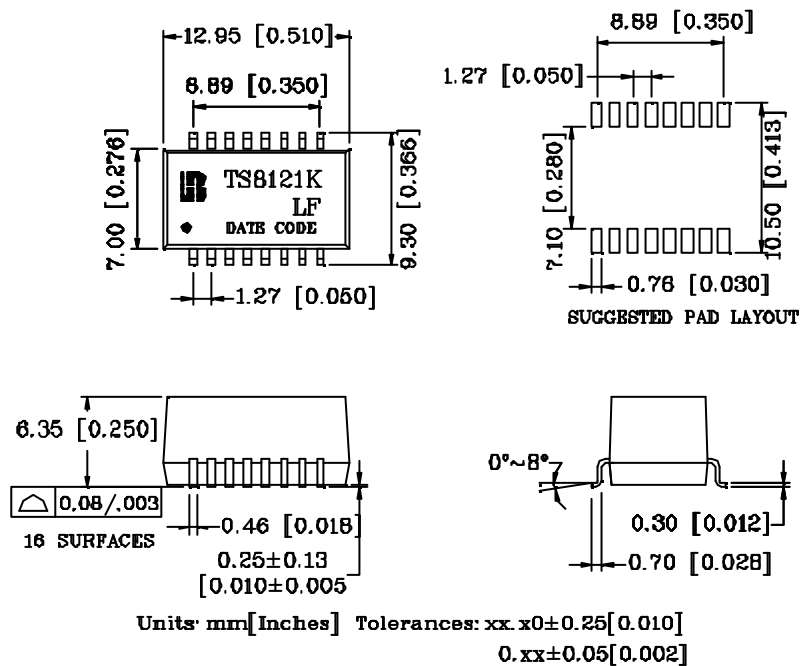 12.95 [0.510]
8.89 [0.350]
7.00 [0.276]
TS8121K
LF
DATE CODE
9.30 [0.366]
1.27 [0.050]
8.89 [0.350]
1.27 [0.050]
7.10 [0.280]
10.50 [0.413]
0.76 [0.030]
SUGGESTED PAD LAYOUT
6.35 [0.250]
0.08/.003
16 SURFACES
0.46 [0.018]
0.25±0.13
[0.010±0.005
0°~8°
0.30 [0.012]
0.70 [0.028]
Units: mm[Inches] Tolerances: xx.x0±0.25[0.010]
0.xx±0.05[0.002]